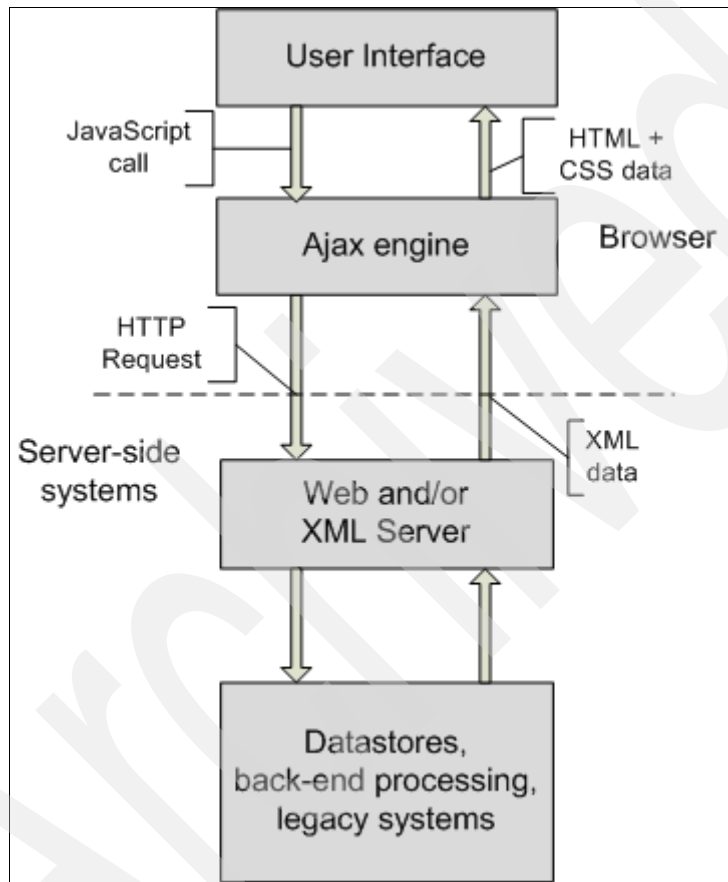 User Interface
JavaScript
call
HTML +
CSS data
Ajax engine
Browser
HTTP
Request
Server-side
systems
XML
data
Web and/or
XML Server
Datastores,
back-end processing,
legacy systems
Archived